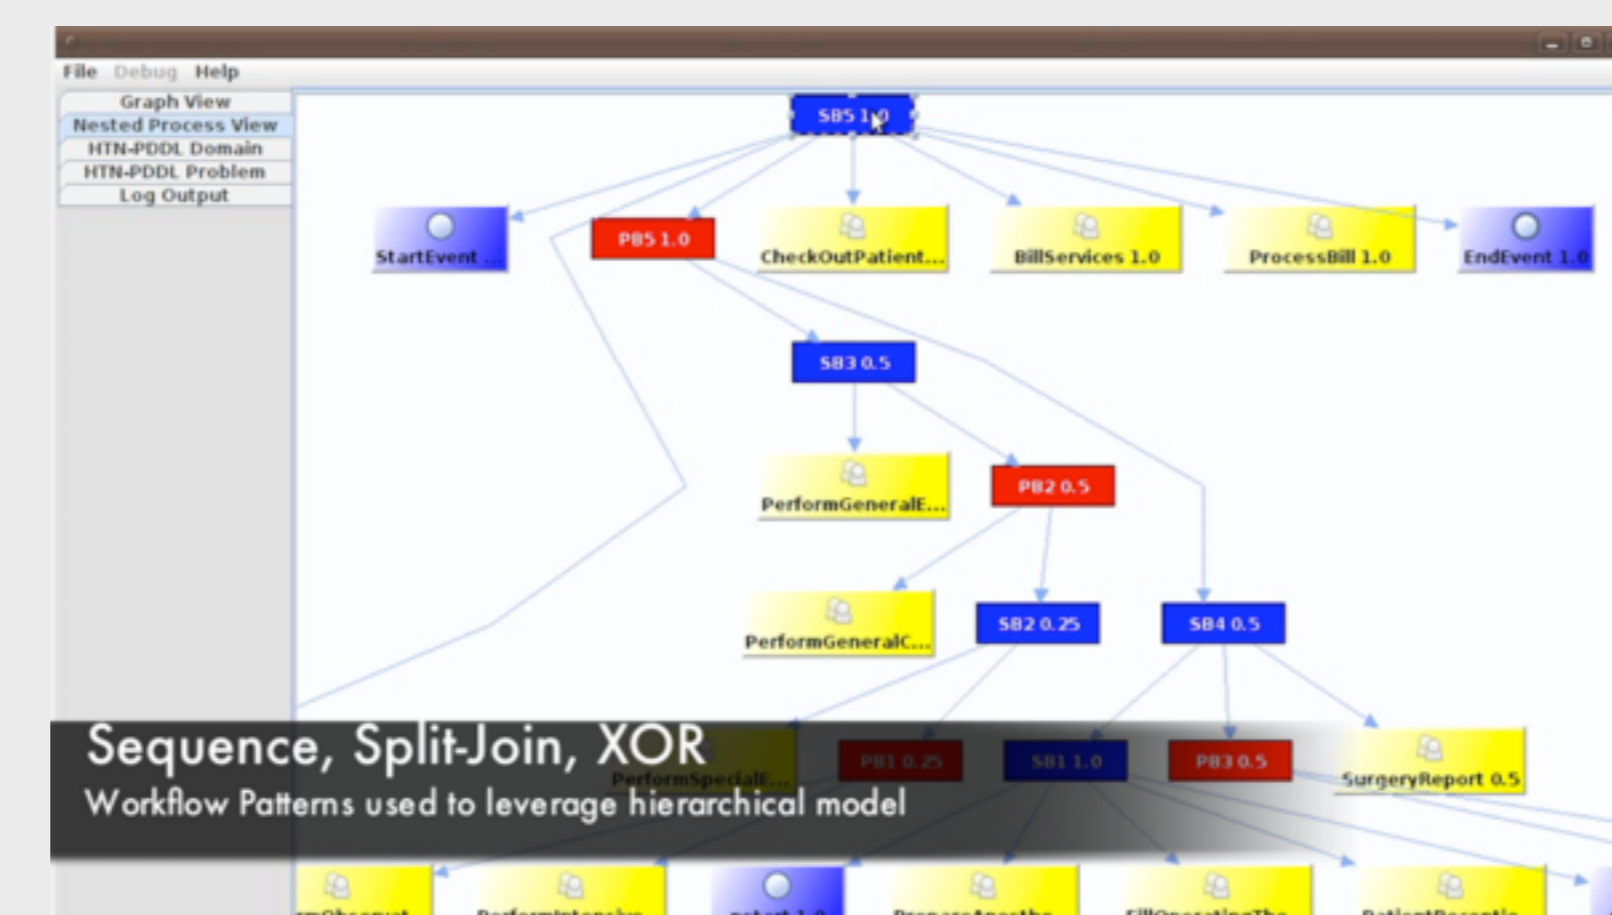 File Debug Help
Graph View
Nested Process View
HTN-PDDL Domain
HTN-PDDL Problem
Log Output
SB5 1.0
StartEvent ...
PB5 1.0
CheckOutPatient...
BillServices 1.0
ProcessBill 1.0
EndEvent 1.0
SB3 0.5
PerformGeneralE...
PB2 0.5
PerformGeneralC...
SB2 0.25
SB4 0.5
Sequence, Split-Join, XOR
Workflow Patterns used to leverage hierarchical model
PerformSpecialE...
PB1 0.25
SB1 1.0
PB3 0.5
SurgeryReport 0.5